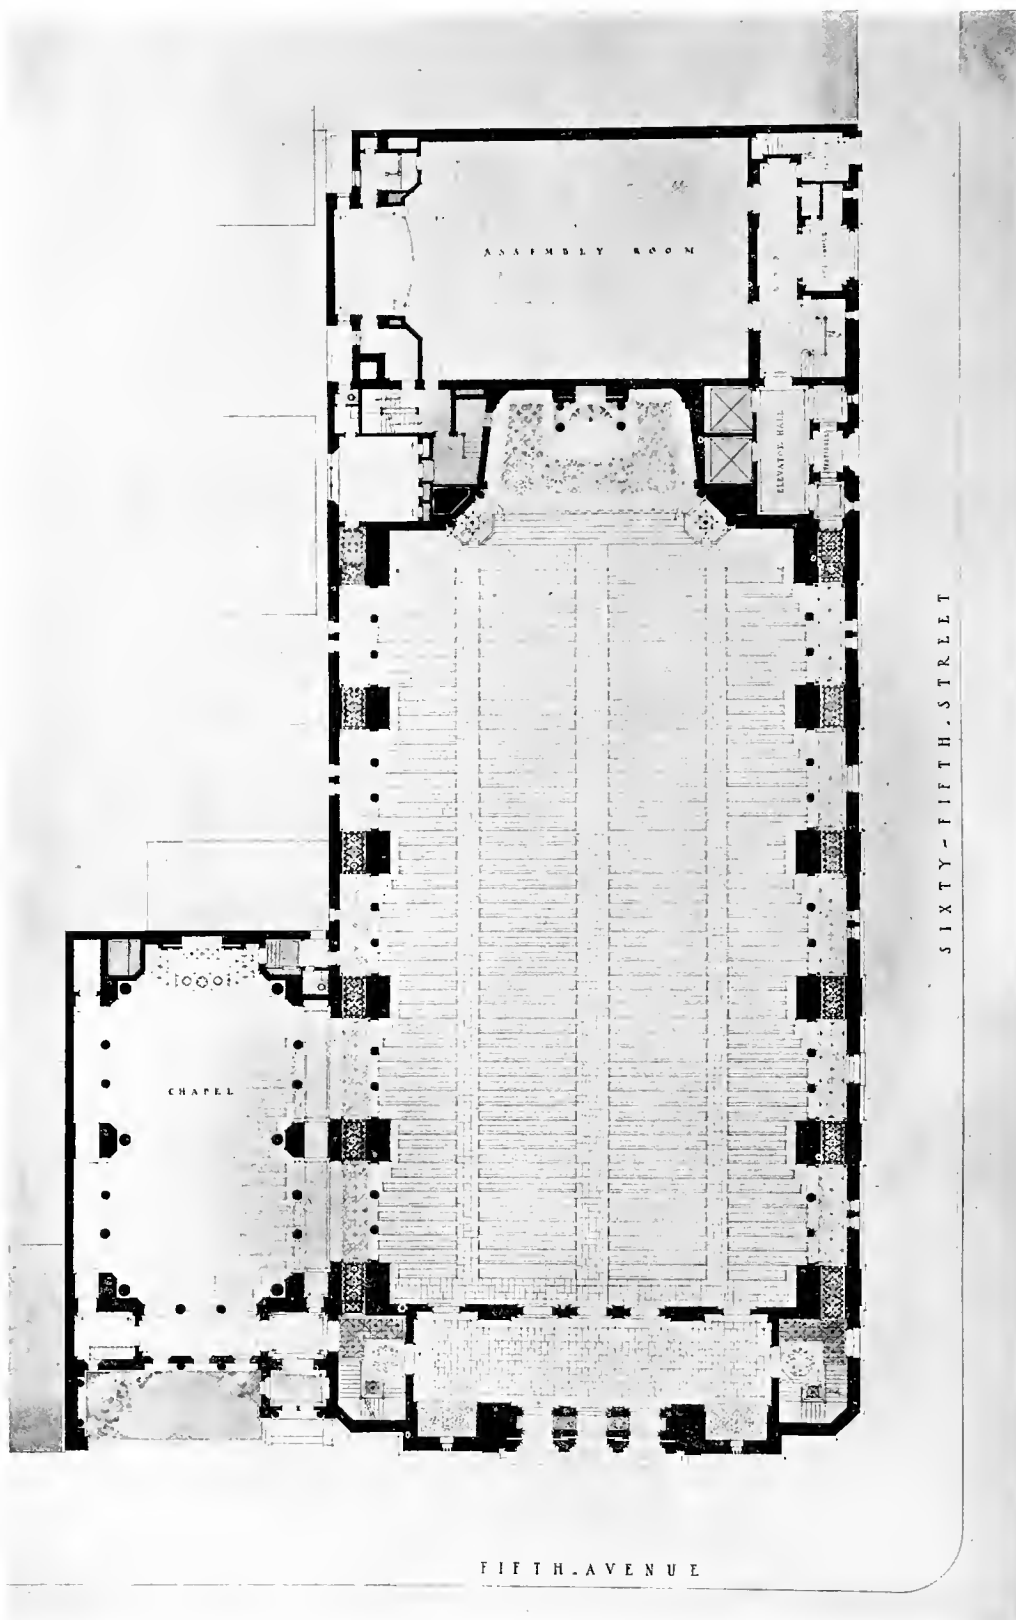 ASSEMBLY ROOM
ELEVATOR HALL
CHAPEL
SIXTY-FIFTH. STREET
FIFTH. AVENUE